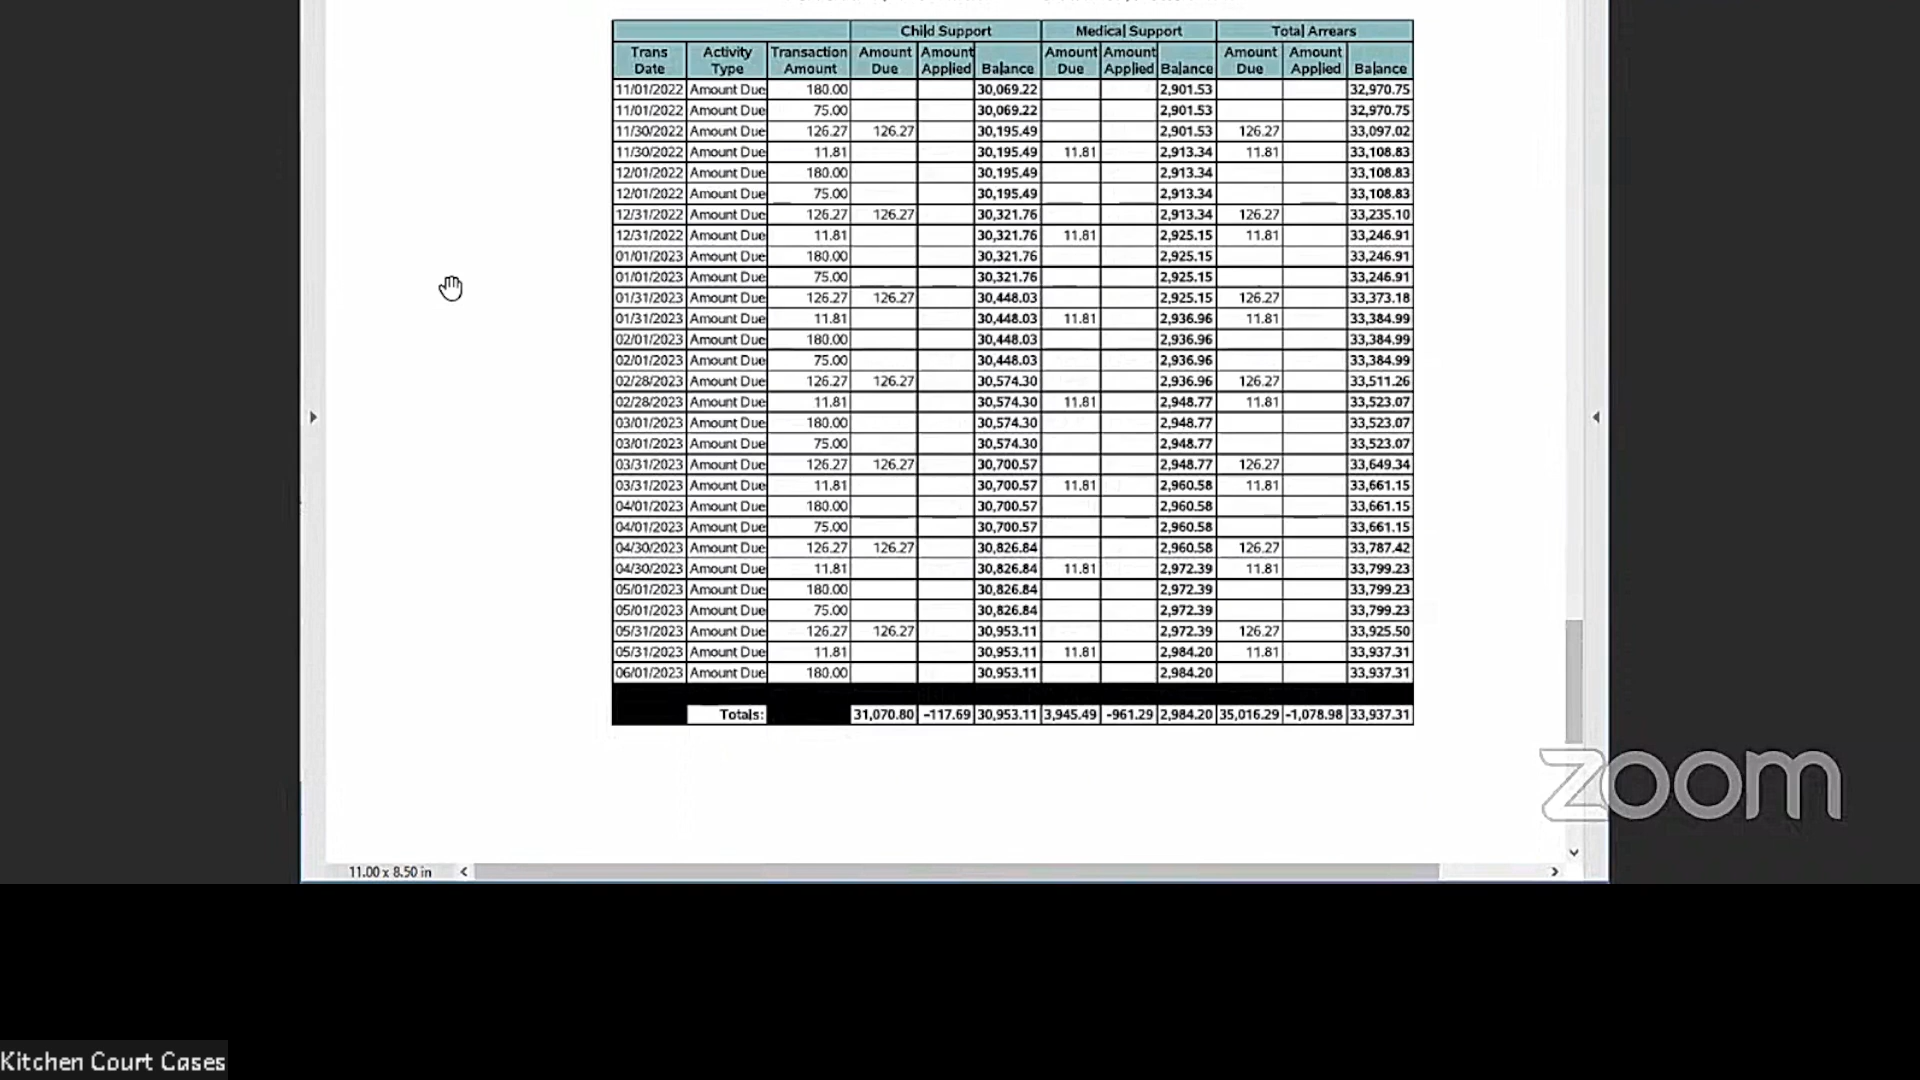 Child Support Medical Support Total Arrears
Trans Date Activity Type Transaction Amount Amount Due Amount Applied Balance Amount Due Amount Applied Balance Amount Due Amount Applied Balance
11/01/2022 Amount Due 180.00 30,069.22 2,901.53 32,970.75
11/01/2022 Amount Due 75.00 30,069.22 2,901.53 32,970.75
11/30/2022 Amount Due 126.27 126.27 30,195.49 2,901.53 126.27 33,097.02
11/30/2022 Amount Due 11.81 30,195.49 11.81 2,913.34 11.81 33,108.83
12/01/2022 Amount Due 180.00 30,195.49 2,913.34 33,108.83
12/01/2022 Amount Due 75.00 30,195.49 2,913.34 33,108.83
12/31/2022 Amount Due 126.27 126.27 30,321.76 2,913.34 126.27 33,235.10
12/31/2022 Amount Due 11.81 30,321.76 11.81 2,925.15 11.81 33,246.91
01/01/2023 Amount Due 180.00 30,321.76 2,925.15 33,246.91
01/01/2023 Amount Due 75.00 30,321.76 2,925.15 33,246.91
01/31/2023 Amount Due 126.27 126.27 30,448.03 2,925.15 126.27 33,373.18
01/31/2023 Amount Due 11.81 30,448.03 11.81 2,936.96 11.81 33,384.99
02/01/2023 Amount Due 180.00 30,448.03 2,936.96 33,384.99
02/01/2023 Amount Due 75.00 30,448.03 2,936.96 33,384.99
02/28/2023 Amount Due 126.27 126.27 30,574.30 2,936.96 126.27 33,511.26
02/28/2023 Amount Due 11.81 30,574.30 11.81 2,948.77 11.81 33,523.07
03/01/2023 Amount Due 180.00 30,574.30 2,948.77 33,523.07
03/01/2023 Amount Due 75.00 30,574.30 2,948.77 33,523.07
03/31/2023 Amount Due 126.27 126.27 30,700.57 2,948.77 126.27 33,649.34
03/31/2023 Amount Due 11.81 30,700.57 11.81 2,960.58 11.81 33,661.15
04/01/2023 Amount Due 180.00 30,700.57 2,960.58 33,661.15
04/01/2023 Amount Due 75.00 30,700.57 2,960.58 33,661.15
04/30/2023 Amount Due 126.27 126.27 30,826.84 2,960.58 126.27 33,787.42
04/30/2023 Amount Due 11.81 30,826.84 11.81 2,972.39 11.81 33,799.23
05/01/2023 Amount Due 180.00 30,826.84 2,972.39 33,799.23
05/01/2023 Amount Due 75.00 30,826.84 2,972.39 33,799.23
05/31/2023 Amount Due 126.27 126.27 30,953.11 2,972.39 126.27 33,925.50
05/31/2023 Amount Due 11.81 30,953.11 11.81 2,984.20 11.81 33,937.31
06/01/2023 Amount Due 180.00 30,953.11 2,984.20 33,937.31
Totals: 31,070.80 -117.69 30,953.11 3,945.49 -961.29 2,984.20 35,016.29 -1,078.98 33,937.31
zoom
11.00 x 8.50 in
Kitchen Court Cases